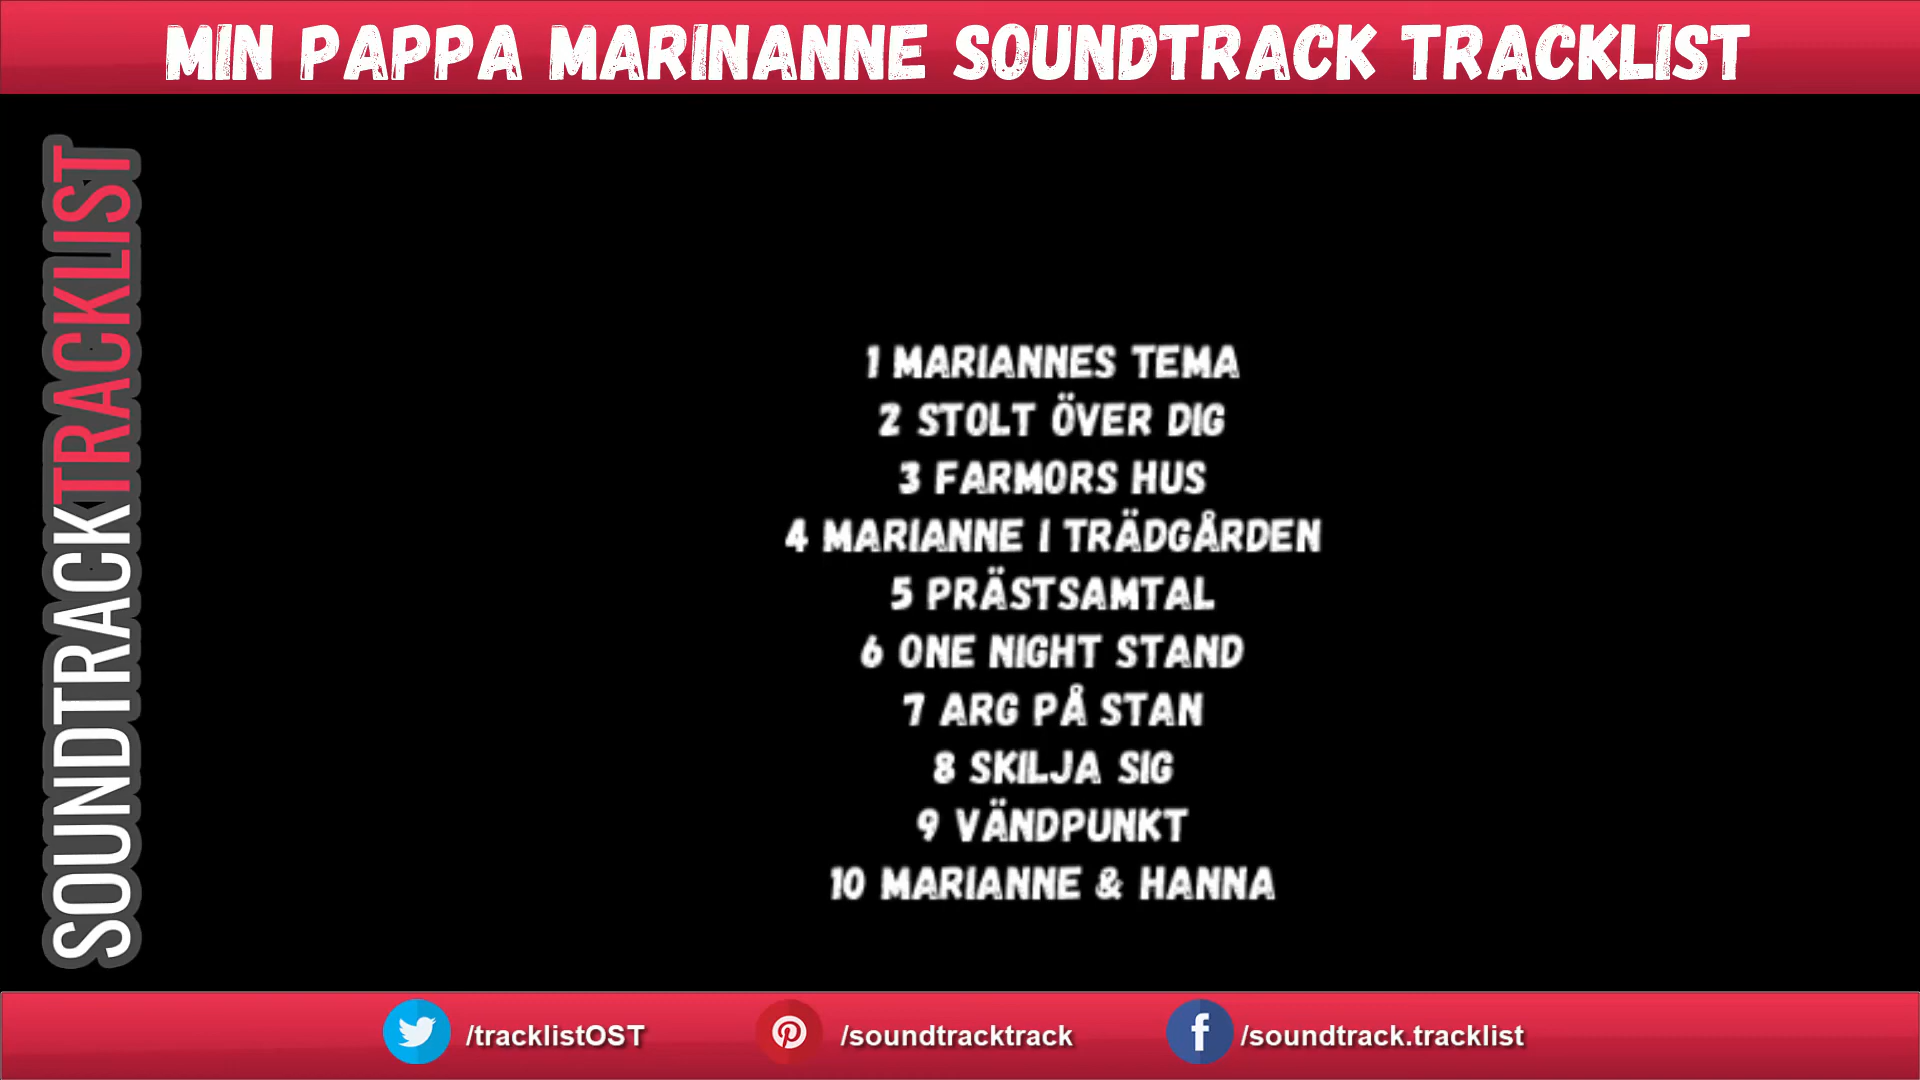 MIN PAPPA MARINANNE SOUNDTRACK TRACKLIST
SOUNDTRACKTRACKLIST
1 MARIANNES TEMA
2 STOLT ÖVER DIG
3 FARMORS HUS
4 MARIANNE I TRÄDGÅRDEN
5 PRÄSTSAMTAL
6 ONE NIGHT STAND
7 ARG PÅ STAN
8 SKILJA SIG
9 VÄNDPUNKT
10 MARIANNE & HANNA
/tracklistOST
/soundtracktrack
/soundtrack.tracklist